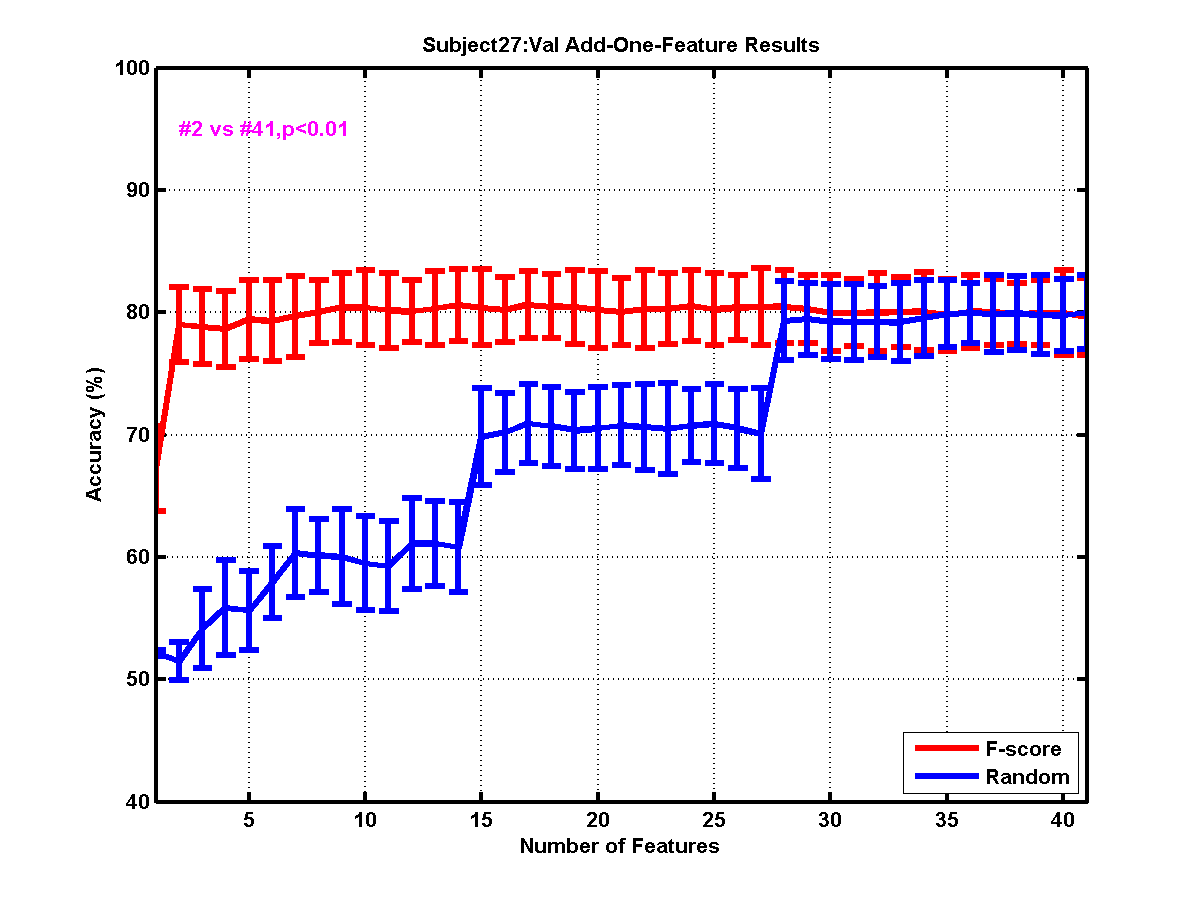 Subject27:Val Add-One-Feature Results
100
90
80
70
60
50
40
Accuracy (%)
#2 vs #41,p<0.01
F-score
Random
5 10 15 20 25 30 35 40
Number of Features